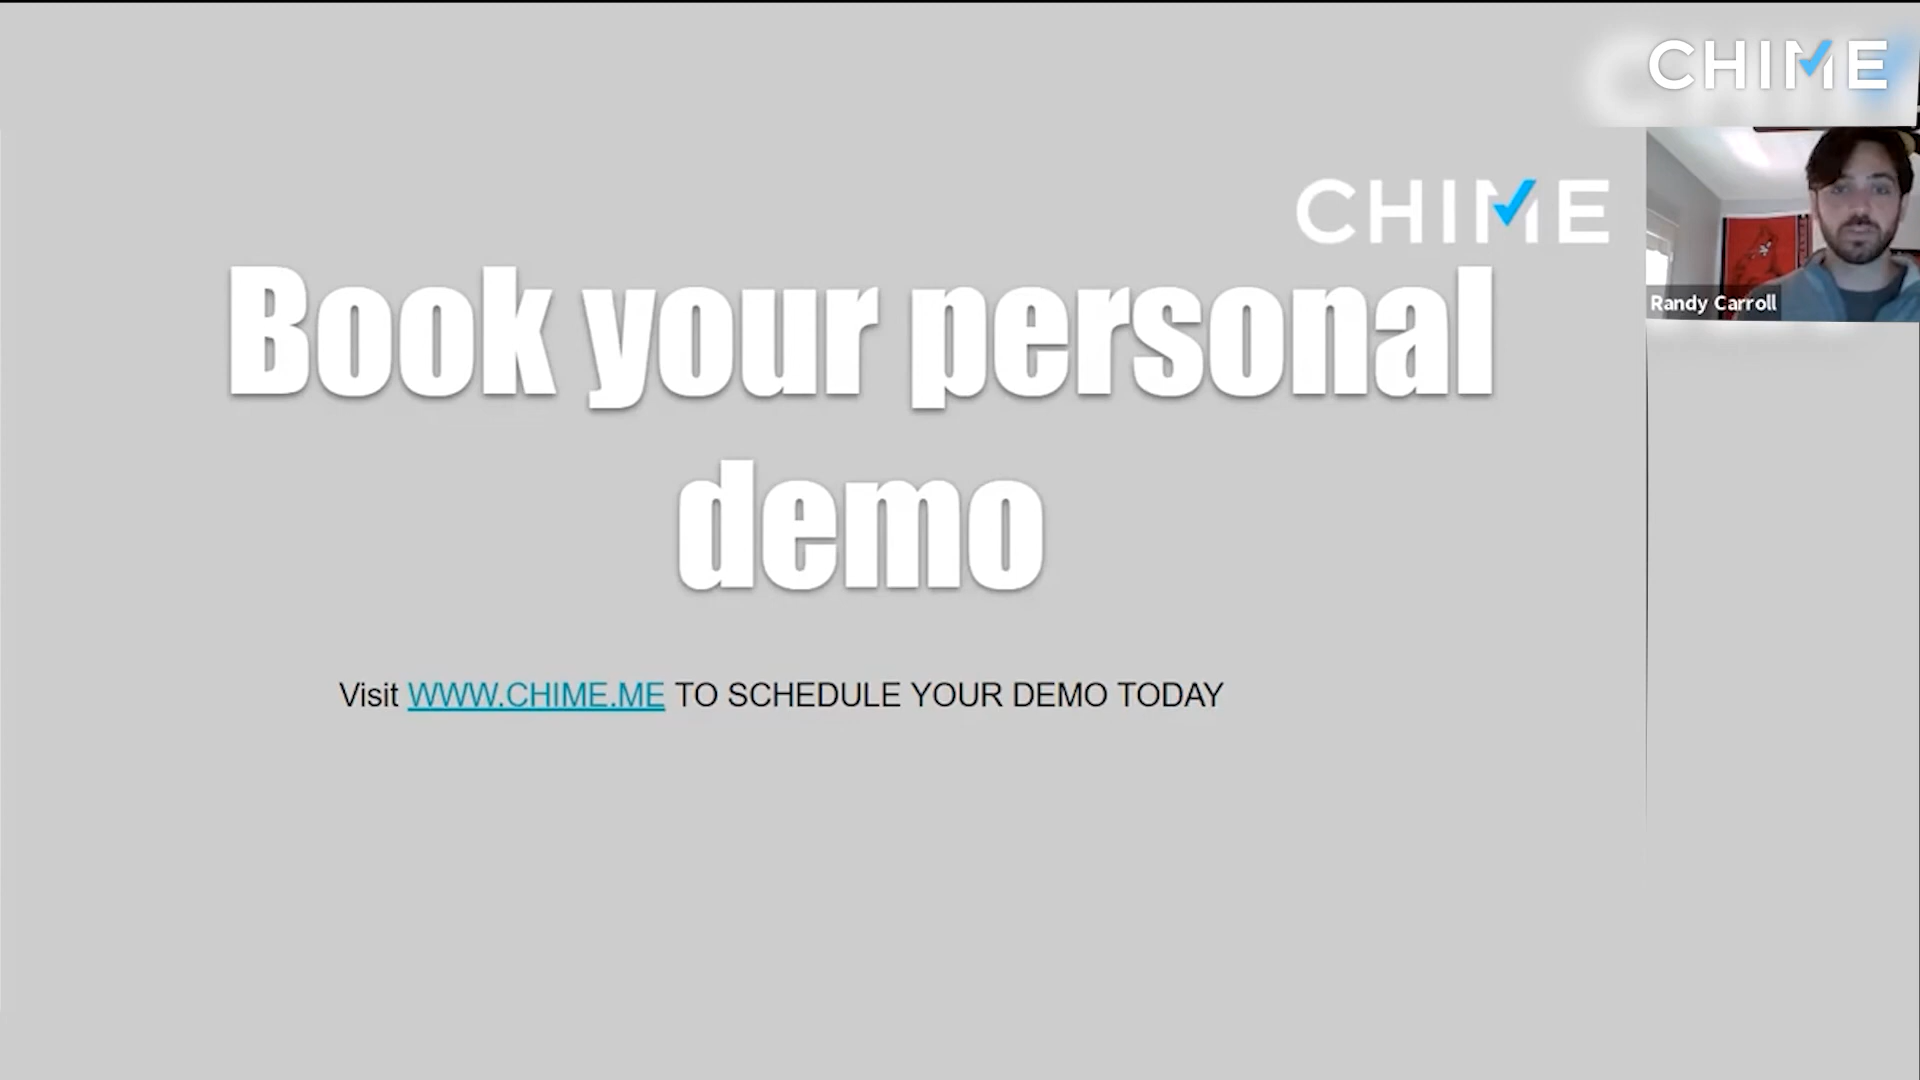 CHIME
CHIME
Randy Carroll
Book your personal
demo
Visit WWW.CHIME.ME TO SCHEDULE YOUR DEMO TODAY